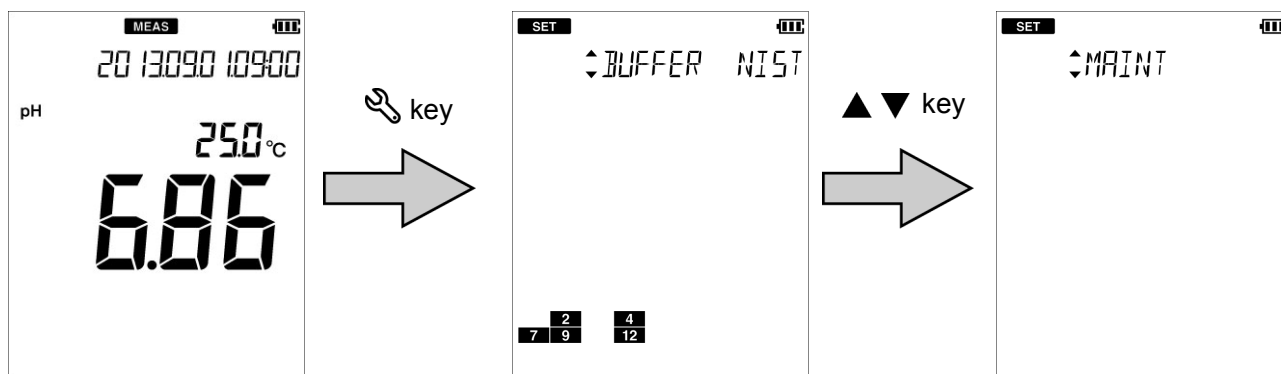 MEAS
2013.09.01.09:00
pH
25.0 °C
6.86
key
SET
BUFFER NIST
2 4
7 9 12
key
SET
MAINT